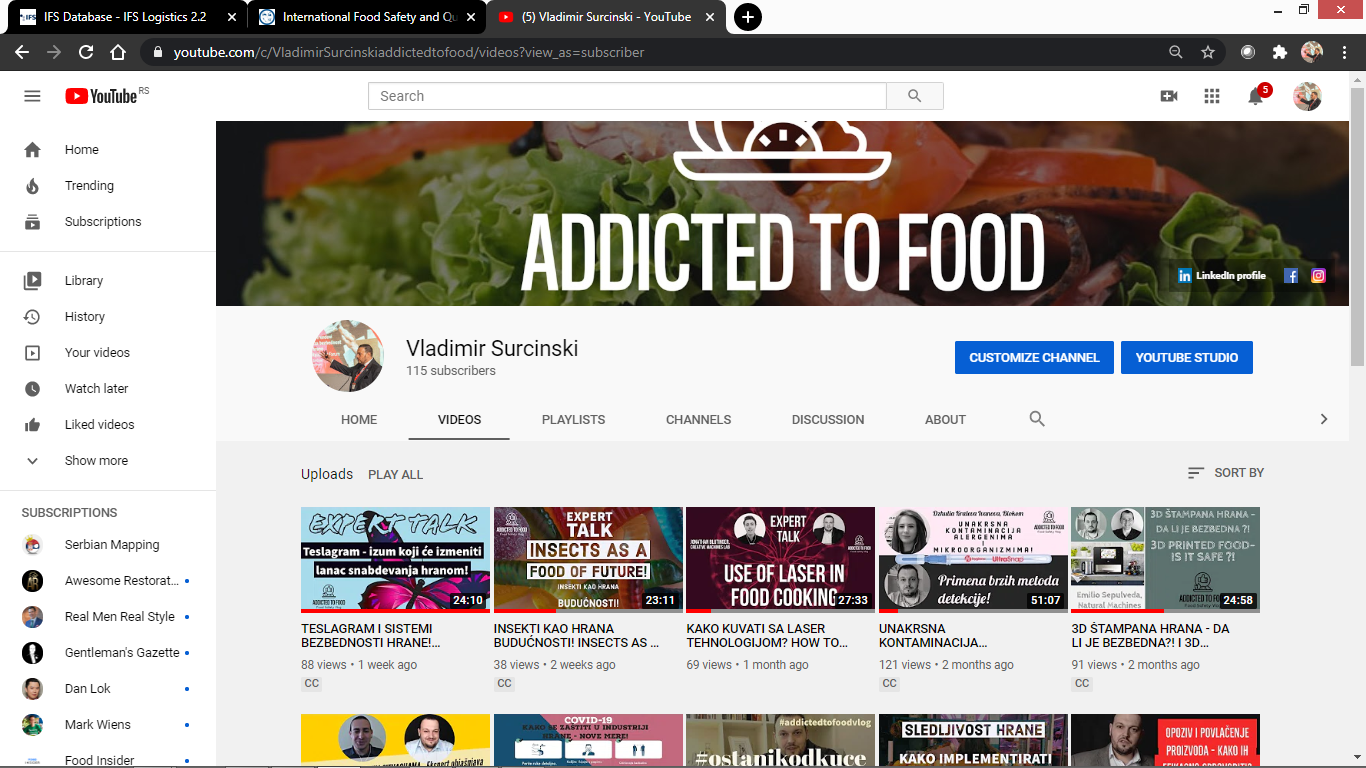 IFS Database - IFS Logistics 2.2
International Food Safety and Qu
(5) Vladimir Surcinski - YouTube
youtube.com/c/VladimirSurcinskiaddictedtofood/videos?view_as=subscriber
YouTube RS
Search
5
Home
Trending
Subscriptions
Library
History
Your videos
Watch later
Liked videos
Show more
SUBSCRIPTIONS
Serbian Mapping
Awesome Restorat...
Real Men Real Style
Gentleman's Gazette
Dan Lok
Mark Wiens
Food Insider
ADDICTED TO FOOD
LinkedIn profile
Vladimir Surcinski
115 subscribers
CUSTOMIZE CHANNEL
YOUTUBE STUDIO
HOME
VIDEOS
PLAYLISTS
CHANNELS
DISCUSSION
ABOUT
Uploads
PLAY ALL
SORT BY
EXPERT TALK
Teslagram - izum koji će izmeniti
lanac snabdevanja hranom!
24:10
TESLAGRAM I SISTEMI
BEZBEDNOSTI HRANE!...
88 views • 1 week ago
CC
EXPERT
TALK
INSECTS AS A
FOOD OF FUTURE!
INSEKTI KAO HRANA
BUDUĆNOSTI!
23:11
INSEKTI KAO HRANA
BUDUĆNOSTI! INSECTS AS ...
38 views • 2 weeks ago
CC
EXPERT
TALK
USE OF LASER IN
FOOD COOKING
27:33
KAKO KUVATI SA LASER
TEHNOLOGIJOM? HOW TO...
69 views • 1 month ago
UNAKRSNA
KONTAMINACIJA
ALERGENIMA
I
MIKROORGANIZMIMA!
Primena brzih metoda
detekcije!
51:07
UNAKRSNA
KONTAMINACIJA...
121 views • 2 months ago
CC
3D ŠTAMPANA HRANA -
DA LI JE BEZBEDNA ?!
3D PRINTED FOOD-
IS IT SAFE ?!
Emilio Sepulveda,
Natural Machines
ADDICTED TO FOOD
24:58
3D ŠTAMPANA HRANA - DA
LI JE BEZBEDNA?! I 3D...
91 views • 2 months ago
CC
COVID-19
KAKO SE ZAŠTITI U INDUSTRIJI
HRANE - NOVE MERE!
#addictedtofoodvlog
#ostanikodkuce
SLEDLJIVOST HRANE
KAKO IMPLEMENTIRATI
OPOZIV I POVLAČENJE
PROIZVODA - KAKO IH